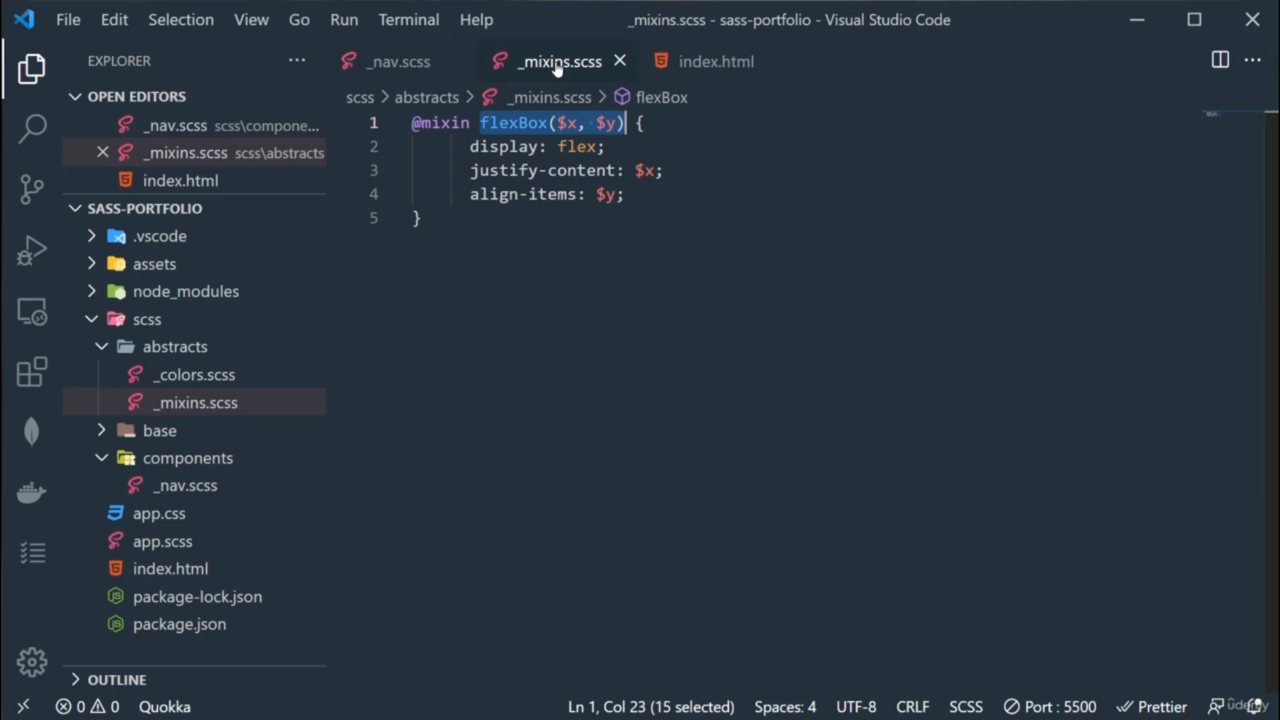 File Edit Selection View Go Run Terminal Help _mixins.scss - sass-portfolio - Visual Studio Code
EXPLORER
_nav.scss _mixins.scss index.html
OPEN EDITORS
_nav.scss scss\compone...
_mixins.scss scss\abstracts
index.html
SASS-PORTFOLIO
.vscode
assets
node_modules
scss
abstracts
_colors.scss
_mixins.scss
base
components
_nav.scss
app.css
app.scss
index.html
package-lock.json
package.json
OUTLINE
scss > abstracts > _mixins.scss > flexBox
1 @mixin flexBox($x, $y) {
2 display: flex;
3 justify-content: $x;
4 align-items: $y;
5 }
0 0 Quokka Ln 1, Col 23 (15 selected) Spaces: 4 UTF-8 CRLF SCSS Port : 5500 Prettier
udemy